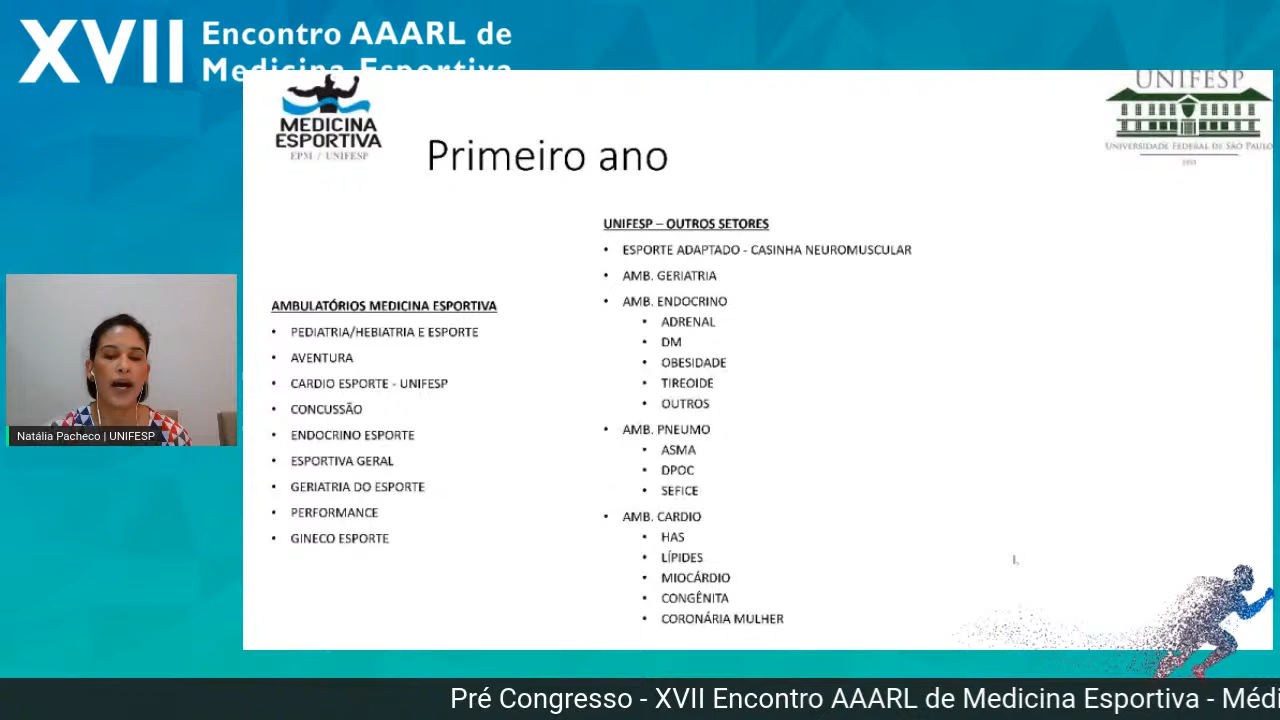 XVII Encontro AAARL de
Medicina Esportiva
MEDICINA
ESPORTIVA
EPM / UNIFESP
UNIFESP
UNIVERSIDADE FEDERAL DE SÃO PAULO
Primeiro ano
AMBULATÓRIOS MEDICINA ESPORTIVA
• PEDIATRIA/HEBIATRIA E ESPORTE
• AVENTURA
• CARDIO ESPORTE - UNIFESP
• CONCUSSÃO
• ENDOCRINO ESPORTE
• ESPORTIVA GERAL
• GERIATRIA DO ESPORTE
• PERFORMANCE
• GINECO ESPORTE
UNIFESP – OUTROS SETORES
• ESPORTE ADAPTADO - CASINHA NEUROMUSCULAR
• AMB. GERIATRIA
• AMB. ENDOCRINO
• ADRENAL
• DM
• OBESIDADE
• TIREOIDE
• OUTROS
• AMB. PNEUMO
• ASMA
• DPOC
• SEFICE
• AMB. CARDIO
• HAS
• LÍPIDES
• MIOCÁRDIO
• CONGÊNITA
• CORONÁRIA MULHER
Natália Pacheco | UNIFESP
Pré Congresso - XVII Encontro AAARL de Medicina Esportiva - Médi